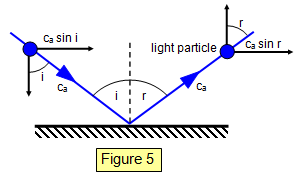 cₐ sin i
i
cₐ
i
r
light particle
r
cₐ sin r
cₐ
Figure 5